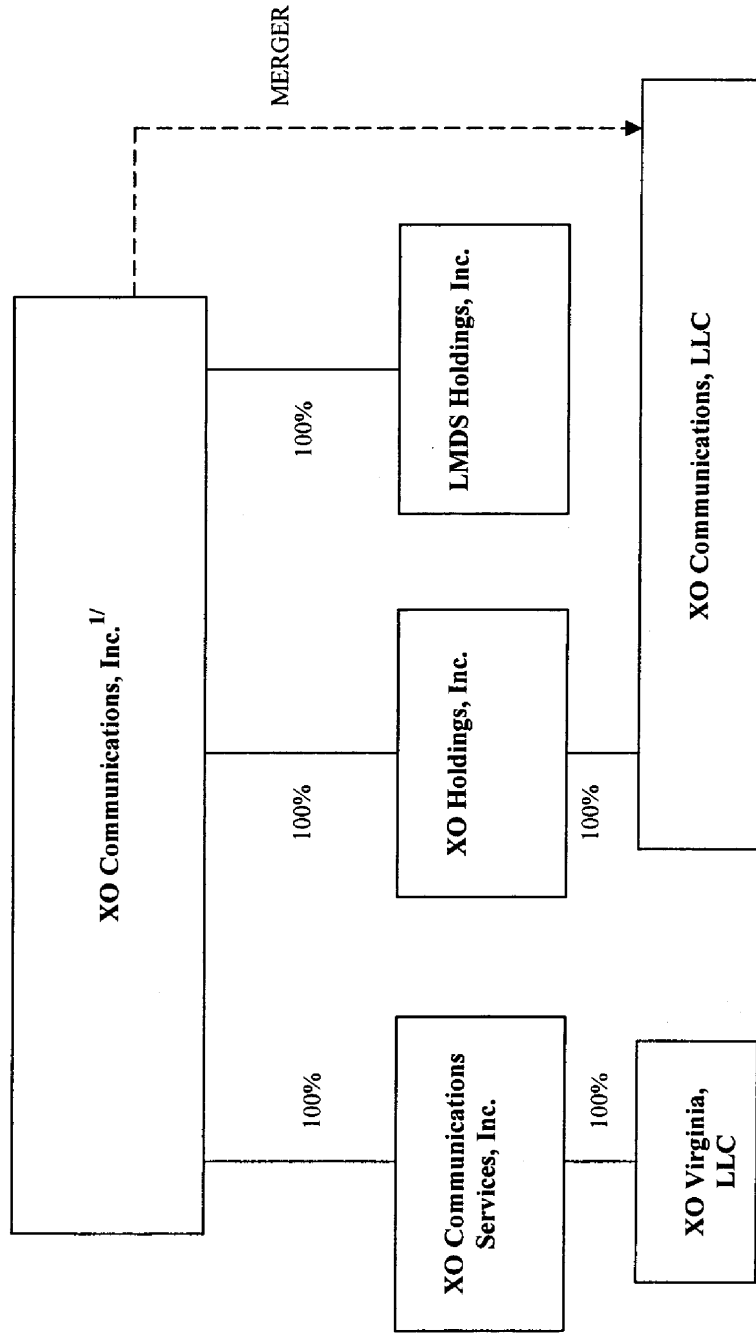 XO Communications, Inc.1/
MERGER
100%
100%
100%
XO Communications
Services, Inc.
XO Holdings, Inc.
LMDS Holdings, Inc.
100%
100%
XO Virginia,
LLC
XO Communications, LLC